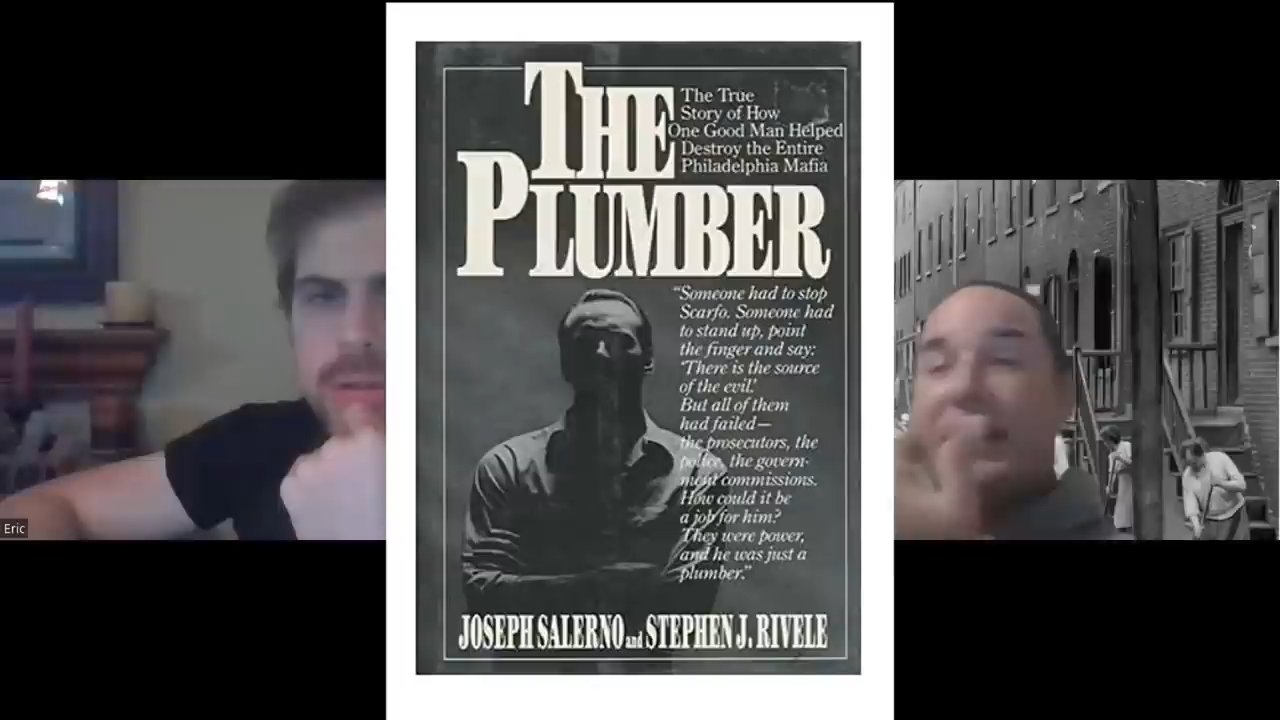 THE
PLUMBER
The True
Story of How
One Good Man Helped
Destroy the Entire
Philadelphia Mafia
"Someone had to stop
Scarfo. Someone had
to stand up, point
the finger and say:
'There is the source
of the evil.'
But all of them
had failed—
the prosecutors, the
police, the govern-
ment commissions.
How could it be
a job for him?
They were power,
and he was just a
plumber."
JOSEPH SALERNO and STEPHEN J. RIVELE
Eric